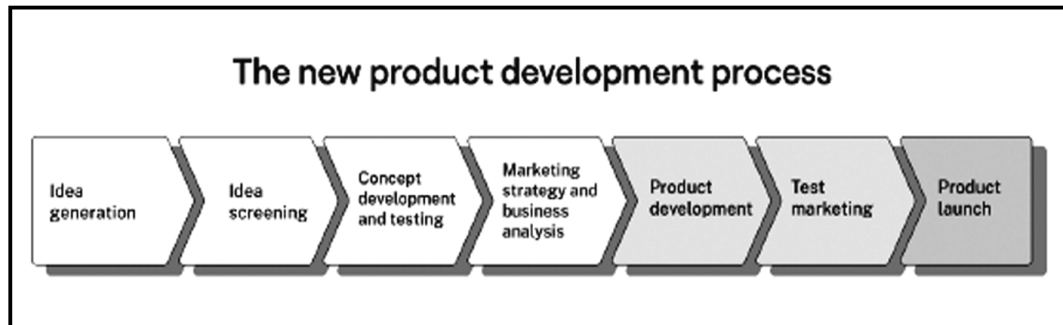 The new product development process
Idea
generation
Idea
screening
Concept
development
and testing
Marketing
strategy and
business
analysis
Product
development
Test
marketing
Product
launch